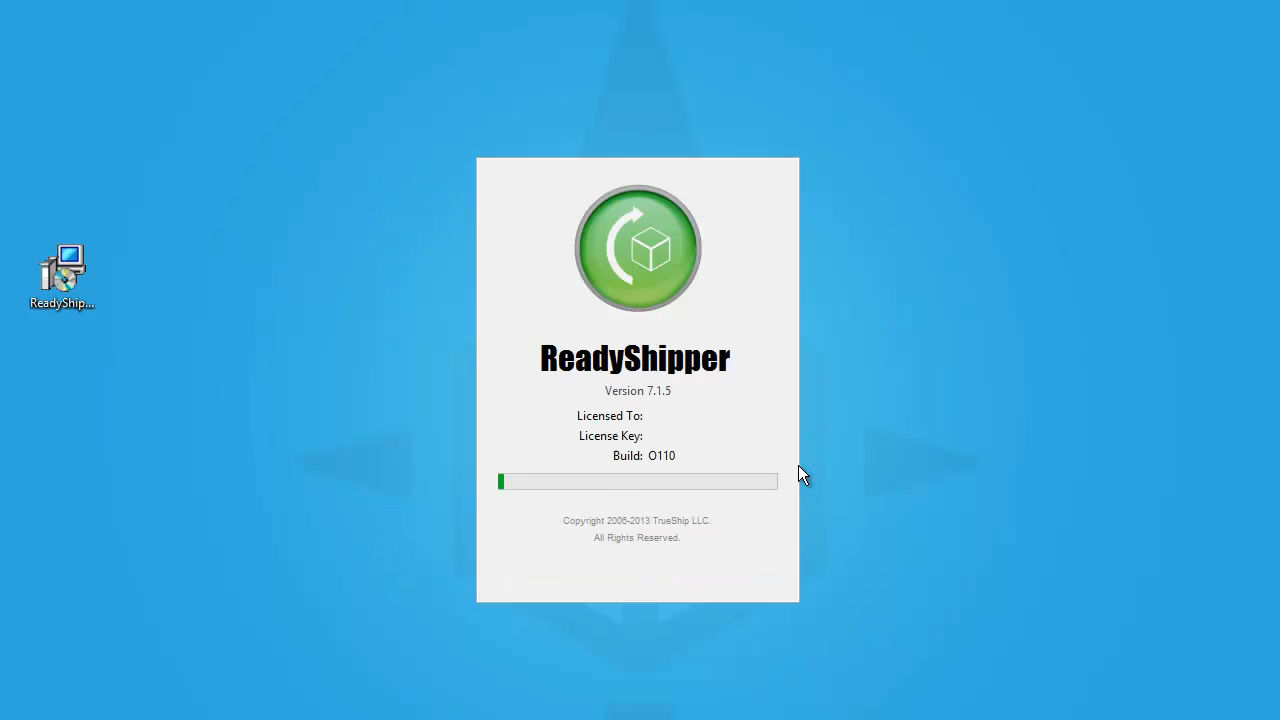 ReadyShip...
ReadyShipper
Version 7.1.5
Licensed To:
License Key:
Build: O110
Copyright 2006-2013 TrueShip LLC.
All Rights Reserved.